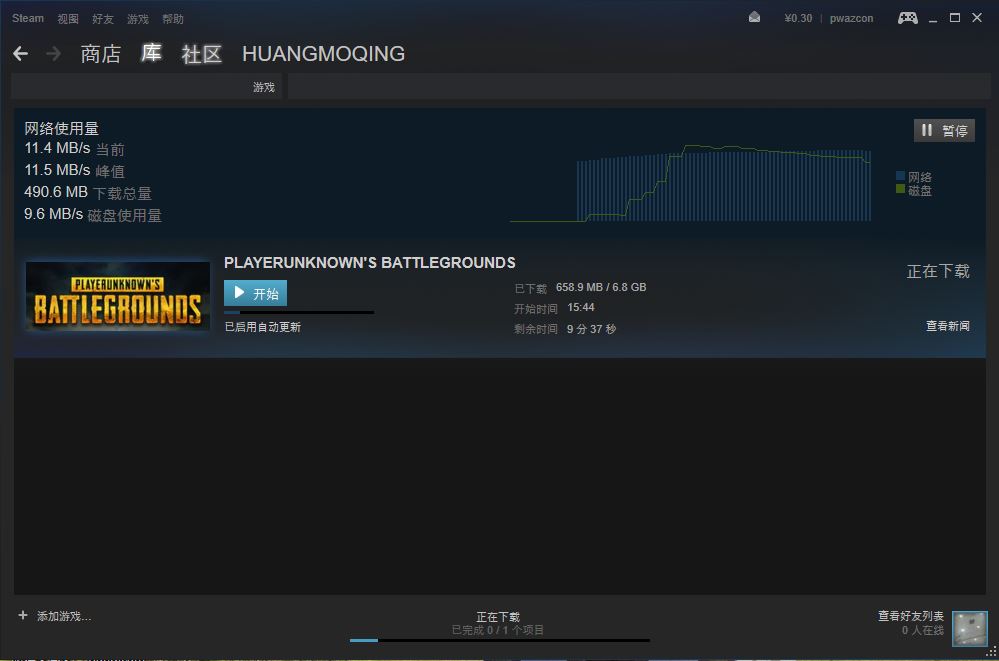 Steam 视图 好友 游戏 帮助 ¥0.30 | pwazcon
商店 库 社区 HUANGMOQING
游戏
网络使用量
暂停
11.4 MB/s 当前
11.5 MB/s 峰值
490.6 MB 下载总量
9.6 MB/s 磁盘使用量
网络
磁盘
PLAYERUNKNOWN'S
BATTLEGROUNDS
PLAYERUNKNOWN'S BATTLEGROUNDS
开始
已启用自动更新
已下载 658.9 MB / 6.8 GB
开始时间 15:44
剩余时间 9 分 37 秒
正在下载
查看新闻
+ 添加游戏...
正在下载
已完成 0 / 1 个项目
查看好友列表
0 人在线